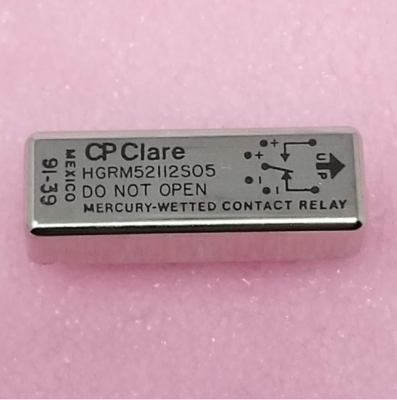 CP Clare
HGRM52112S05
DO NOT OPEN
MERCURY-WETTED CONTACT RELAY
MEXICO
91-39
+
+
-
-
UP